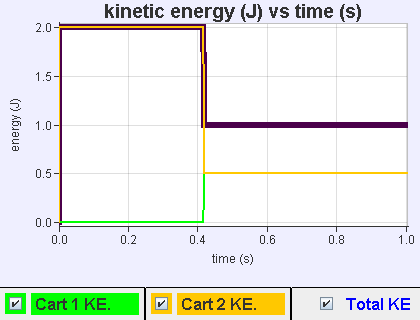 kinetic energy (J) vs time (s)
2.0
1.5
1.0
0.5
0.0
energy (J)
0.0 0.2 0.4 0.6 0.8 1.0
time (s)
Cart 1 KE. Cart 2 KE. Total KE